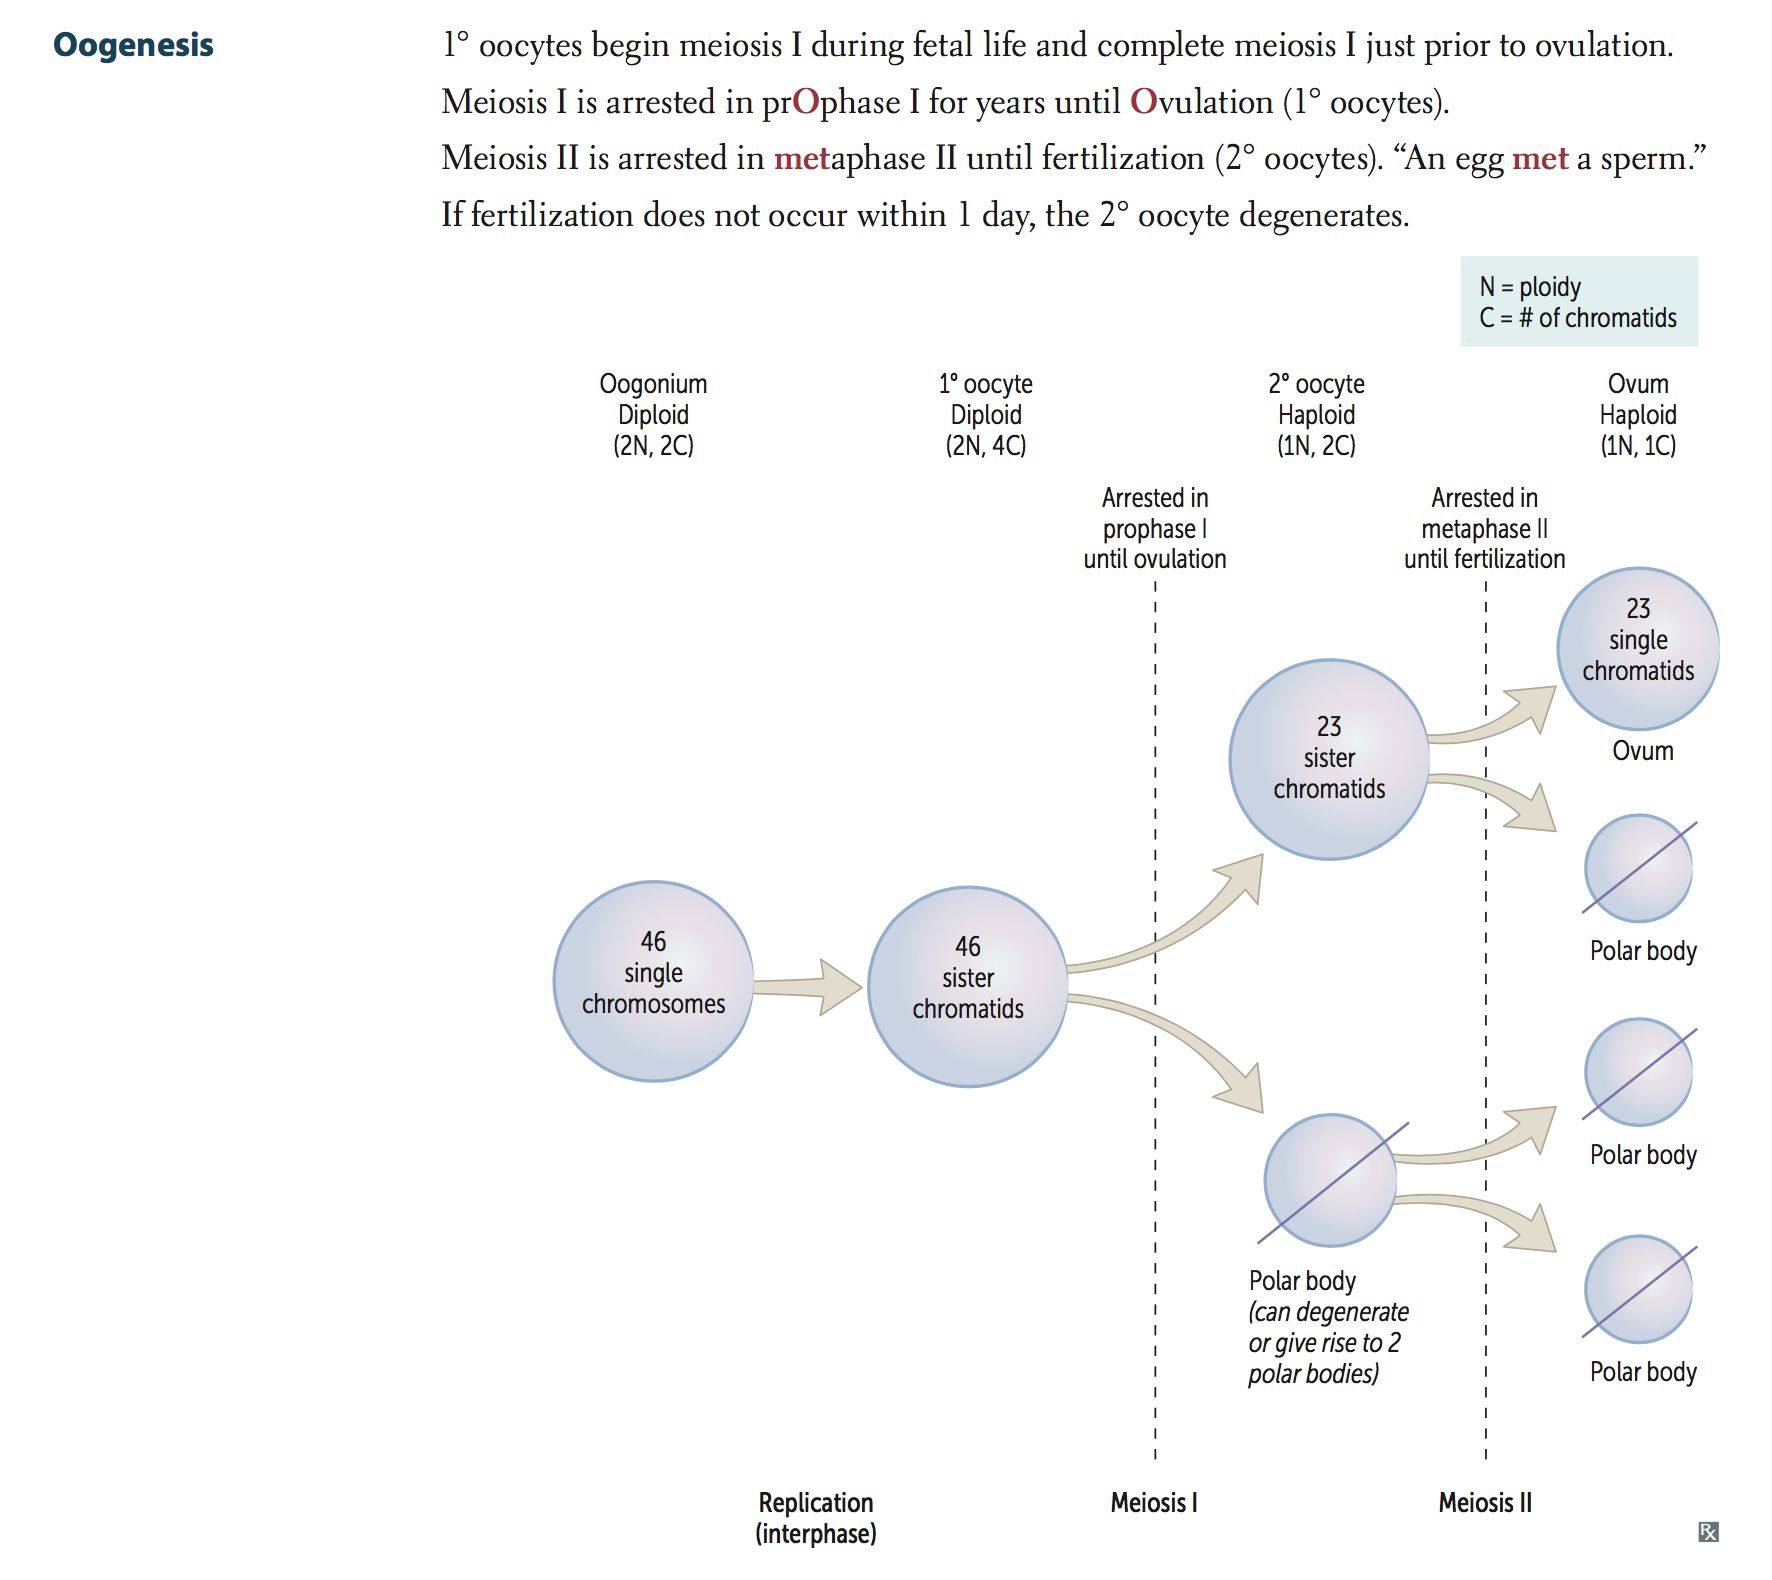 Oogenesis
1° oocytes begin meiosis I during fetal life and complete meiosis I just prior to ovulation.
Meiosis I is arrested in prOphase I for years until Ovulation (1° oocytes).
Meiosis II is arrested in metaphase II until fertilization (2° oocytes). “An egg met a sperm.”
If fertilization does not occur within 1 day, the 2° oocyte degenerates.
N = ploidy
C = # of chromatids
Oogonium
Diploid
(2N, 2C)
1° oocyte
Diploid
(2N, 4C)
2° oocyte
Haploid
(1N, 2C)
Ovum
Haploid
(1N, 1C)
Arrested in
prophase I
until ovulation
Arrested in
metaphase II
until fertilization
46
single
chromosomes
46
sister
chromatids
23
sister
chromatids
23
single
chromatids
Ovum
Polar body
Polar body
Polar body
(can degenerate
or give rise to 2
polar bodies)
Polar body
Replication
(interphase)
Meiosis I
Meiosis II
Rx